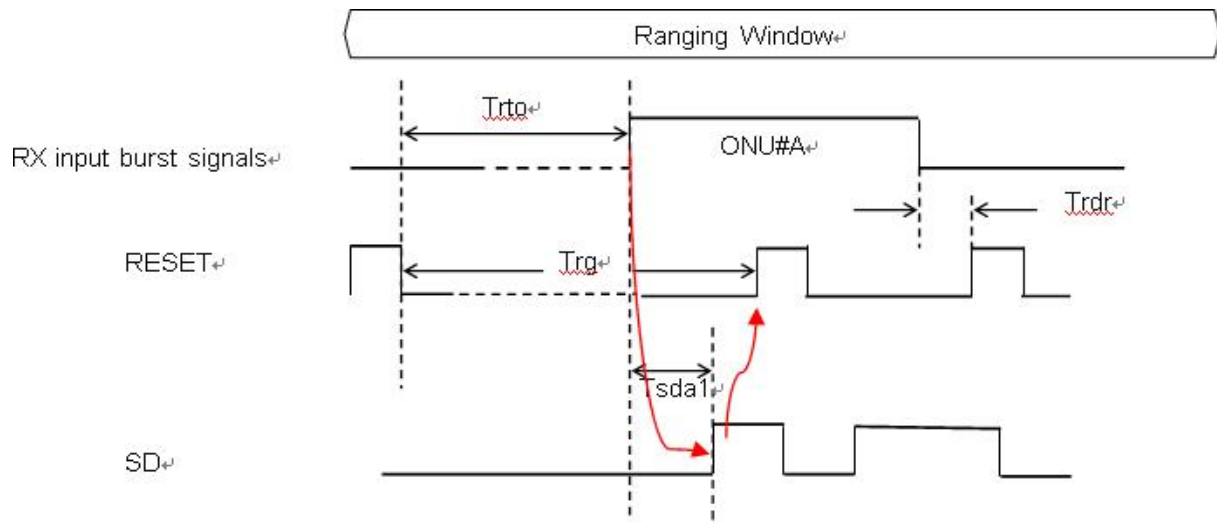 Ranging Window↵
Trto↵
RX input burst signals↵
ONU#A↵
Trdr↵
RESET↵
Trg↵
Tsda1↵
SD↵